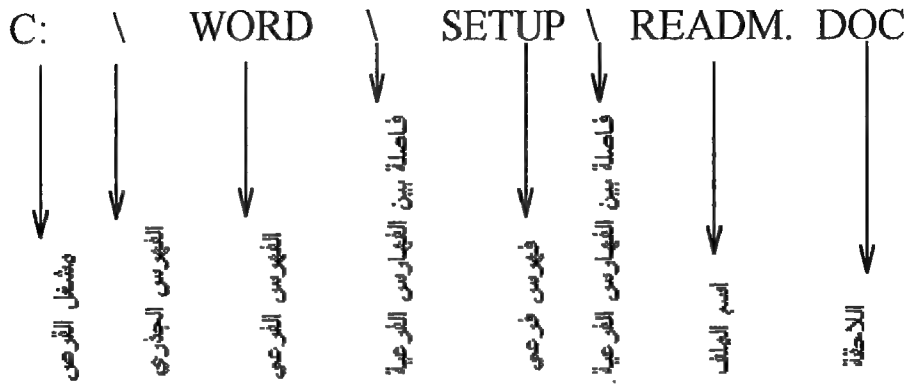 C: \ WORD \ SETUP \ READM. DOC
مشغل القرص
الفهرس الجذري
الفهرس الفرعي
فاصلة بين الفهارس الفرعية
فهرس فرعي
فاصلة بين الفهارس الفرعية
اسم الملف
اللاحقة